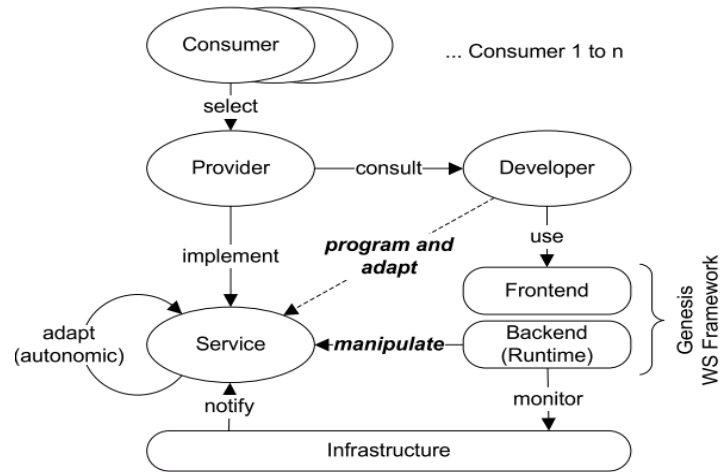 Consumer
... Consumer 1 to n
select
Provider
consult
Developer
implement
program and
adapt
use
Frontend
Backend
(Runtime)
Genesis
WS Framework
adapt
(autonomic)
Service
manipulate
notify
monitor
Infrastructure